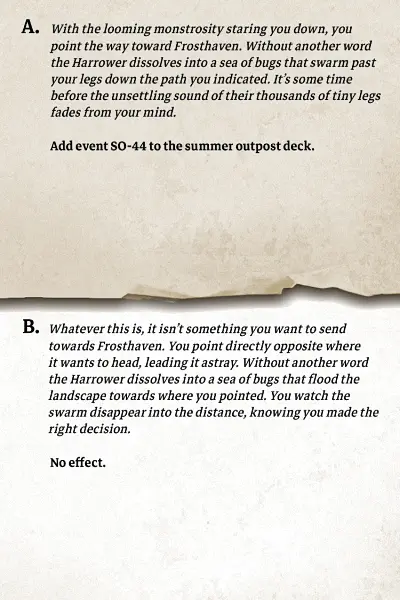 A. With the looming monstrosity staring you down, you
point the way toward Frosthaven. Without another word
the Harrower dissolves into a sea of bugs that swarm past
your legs down the path you indicated. It's some time
before the unsettling sound of their thousands of tiny legs
fades from your mind.
Add event SO-44 to the summer outpost deck.
B. Whatever this is, it isn't something you want to send
towards Frosthaven. You point directly opposite where
it wants to head, leading it astray. Without another word
the Harrower dissolves into a sea of bugs that flood the
landscape towards where you pointed. You watch the
swarm disappear into the distance, knowing you made the
right decision.
No effect.